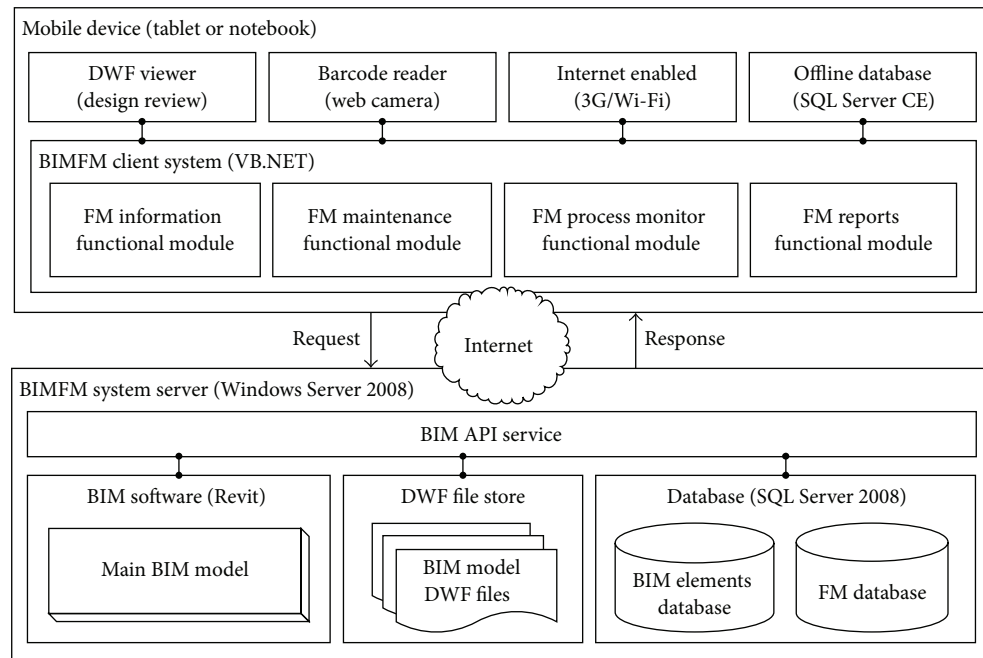 Mobile device (tablet or notebook)
DWF viewer
(design review)
Barcode reader
(web camera)
Internet enabled
(3G/Wi-Fi)
Offline database
(SQL Server CE)
BIMFM client system (VB.NET)
FM information
functional module
FM maintenance
functional module
FM process monitor
functional module
FM reports
functional module
Request
Internet
Response
BIMFM system server (Windows Server 2008)
BIM API service
BIM software (Revit)
Main BIM model
DWF file store
BIM model
DWF files
Database (SQL Server 2008)
BIM elements
database
FM database